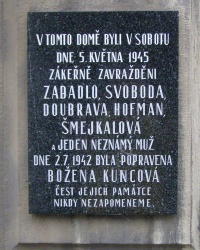 V TOMTO DOMĚ BYLI V SOBOTU
DNE 5. KVĚTNA 1945
ZÁKEŘNĚ ZAVRAŽDĚNI
ZABADLO, SVOBODA,
DOUBRAVA, HOFMAN,
ŠMEJKALOVÁ
A JEDEN NEZNÁMÝ MUŽ
DNE 2.7.1942 BYLA POPRAVENA
BOŽENA KUNCOVÁ
ČEST JEJICH PAMÁTCE
NIKDY NEZAPOMENEME.